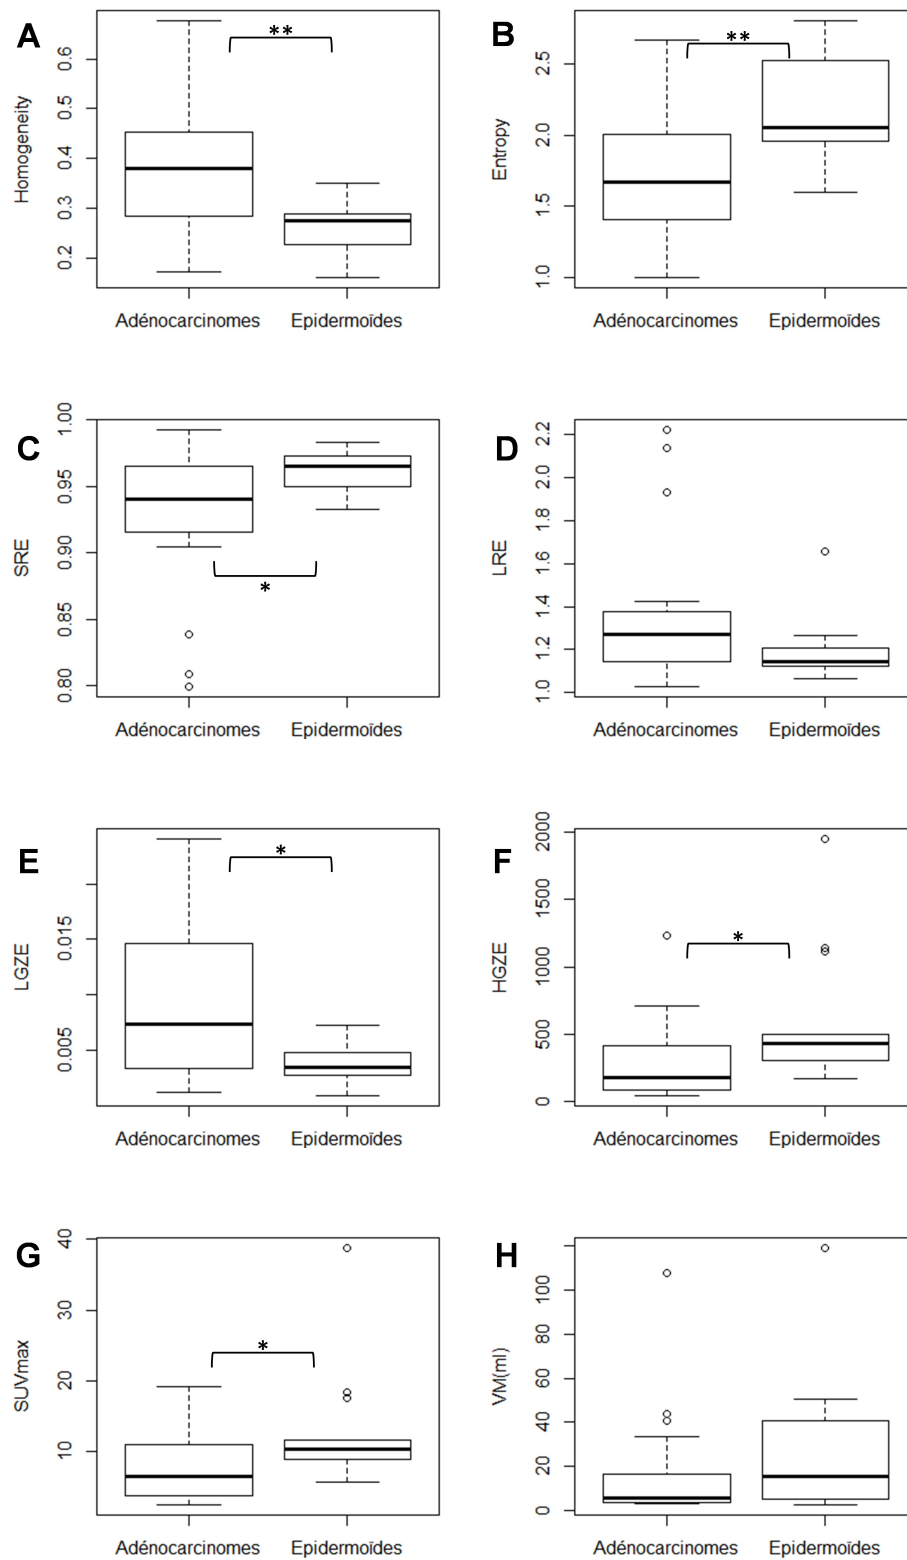 A
Homogeneity
0.2 0.3 0.4 0.5 0.6
**
Adénocarcinomes Epidermoïdes
B
Entropy
1.0 1.5 2.0 2.5
**
Adénocarcinomes Epidermoïdes
C
SRE
0.80 0.85 0.90 0.95 1.00
*
Adénocarcinomes Epidermoïdes
D
LRE
1.0 1.2 1.4 1.6 1.8 2.0 2.2
Adénocarcinomes Epidermoïdes
E
LGZE
0.005 0.015
*
Adénocarcinomes Epidermoïdes
F
HGZE
0 500 1000 1500 2000
*
Adénocarcinomes Epidermoïdes
G
SUVmax
10 20 30 40
*
Adénocarcinomes Epidermoïdes
H
VM(ml)
0 20 40 60 80 100
Adénocarcinomes Epidermoïdes